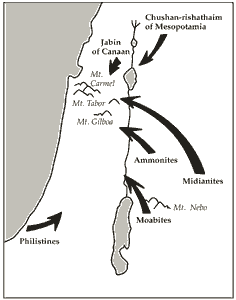 Chushan-rishathaim
of Mesopotamia
Jabin
of Canaan
Mt.
Carmel
Mt. Tabor
Mt. Gilboa
Ammonites
Midianites
Mt. Nebo
Moabites
Philistines